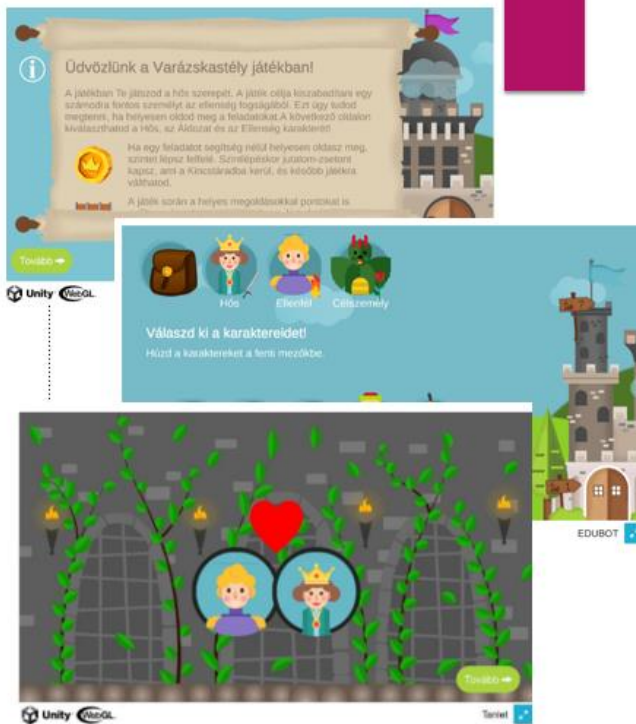 Üdvözlünk a Varázskastély játékban!
A játékban Te játszod a hős szerepét. A játék célja kiszabadítani egy
számodra fontos személyt az ellenség fogságából. Ezt úgy tudod
megtenni, ha helyesen oldod meg a feladatokat.A következő oldalon
kiválaszthatod a Hős, az Áldozat és az Ellenség karakterét!
Ha egy feladatot segítség nélül helyesen oldasz meg,
szintet lépsz felfelé. Szintlépéskor jutalom-zsetont
kapsz, ami a Kincstáradba kerül, és később játékra
válthatod.
A játék során a helyes megoldásokkal pontokat is
Tovább
Unity WebGL
Hős
Ellenfél
Célszemély
Válaszd ki a karaktereidet!
Húzd a karaktereket a fenti mezőkbe.
EDUBOT
Tovább
Unity WebGL